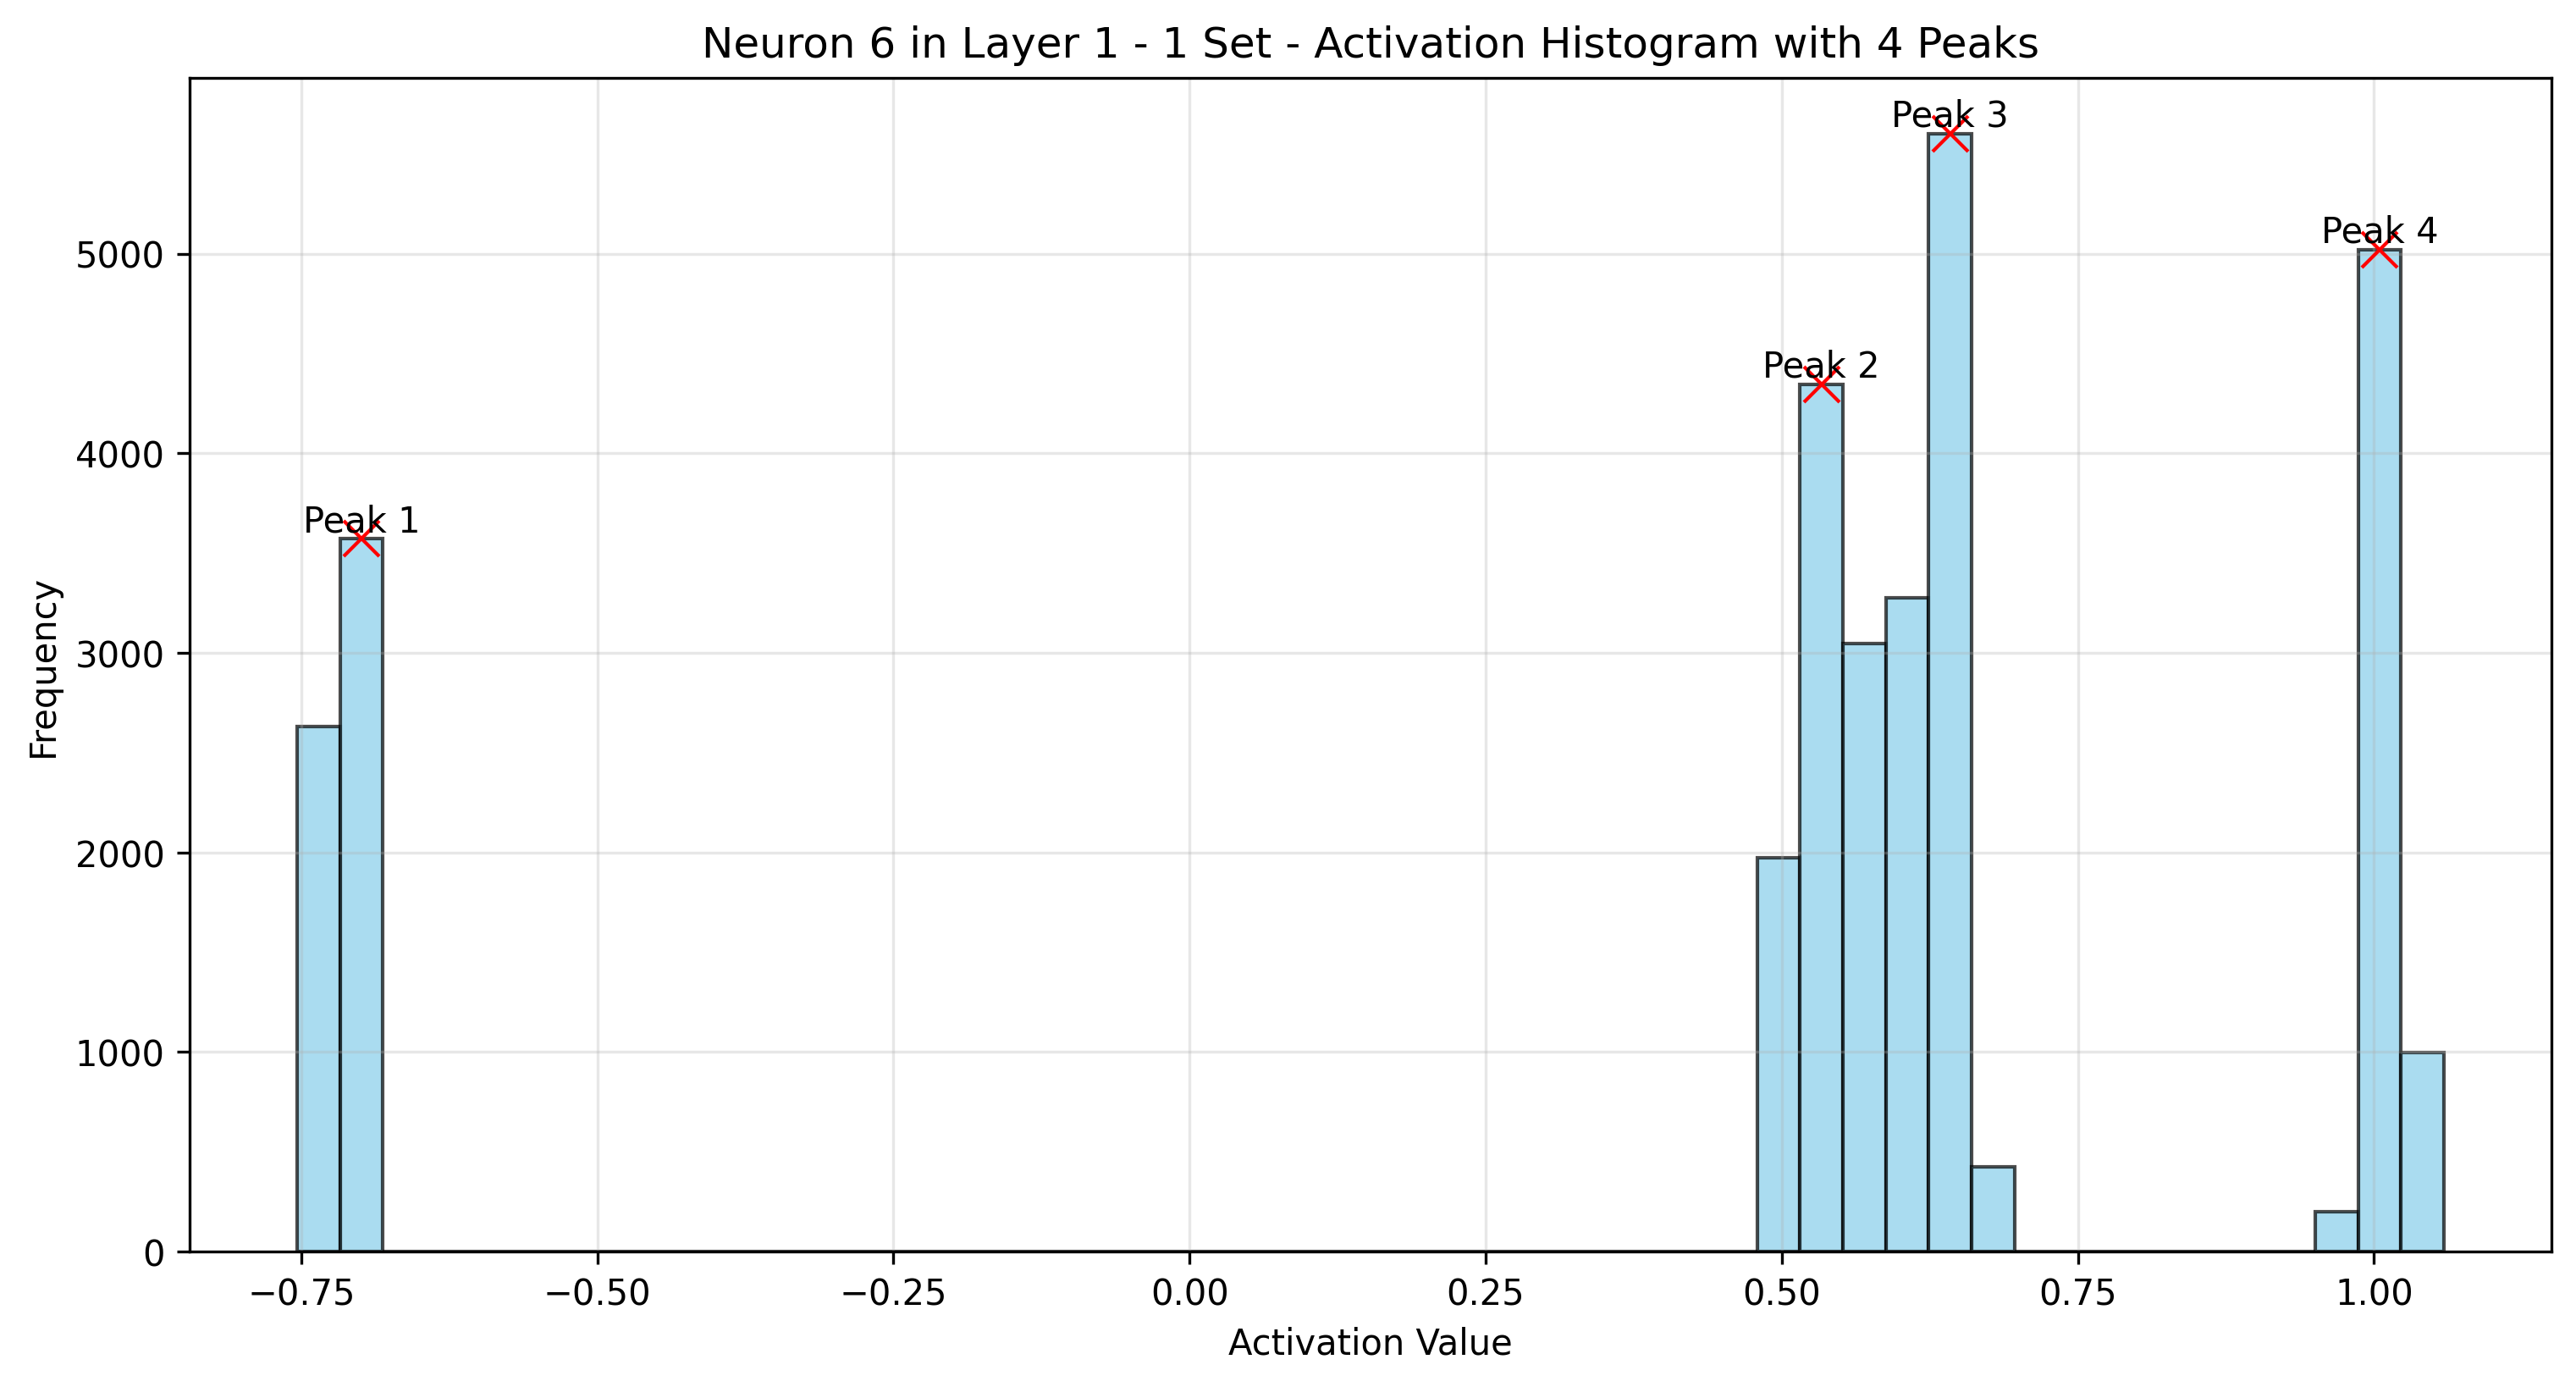 Neuron 6 in Layer 1 - 1 Set - Activation Histogram with 4 Peaks
Peak 3
Peak 4
5000
Peak 2
4000
Peak 1
Frequency
3000
2000
1000
0
−0.75 −0.50 −0.25 0.00 0.25 0.50 0.75 1.00
Activation Value